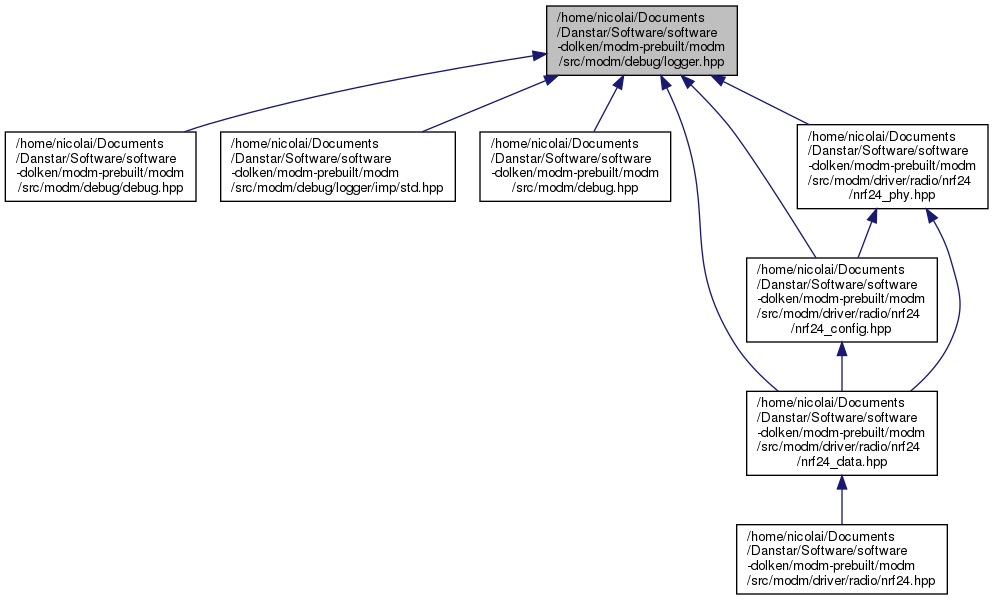 /home/nicolai/Documents
/Danstar/Software/software
-dolken/modm-prebuilt/modm
/src/modm/debug/logger.hpp
/home/nicolai/Documents
/Danstar/Software/software
-dolken/modm-prebuilt/modm
/src/modm/debug/debug.hpp
/home/nicolai/Documents
/Danstar/Software/software
-dolken/modm-prebuilt/modm
/src/modm/debug/logger/imp/std.hpp
/home/nicolai/Documents
/Danstar/Software/software
-dolken/modm-prebuilt/modm
/src/modm/debug.hpp
/home/nicolai/Documents
/Danstar/Software/software
-dolken/modm-prebuilt/modm
/src/modm/driver/radio/nrf24
/nrf24_phy.hpp
/home/nicolai/Documents
/Danstar/Software/software
-dolken/modm-prebuilt/modm
/src/modm/driver/radio/nrf24
/nrf24_config.hpp
/home/nicolai/Documents
/Danstar/Software/software
-dolken/modm-prebuilt/modm
/src/modm/driver/radio/nrf24
/nrf24_data.hpp
/home/nicolai/Documents
/Danstar/Software/software
-dolken/modm-prebuilt/modm
/src/modm/driver/radio/nrf24.hpp